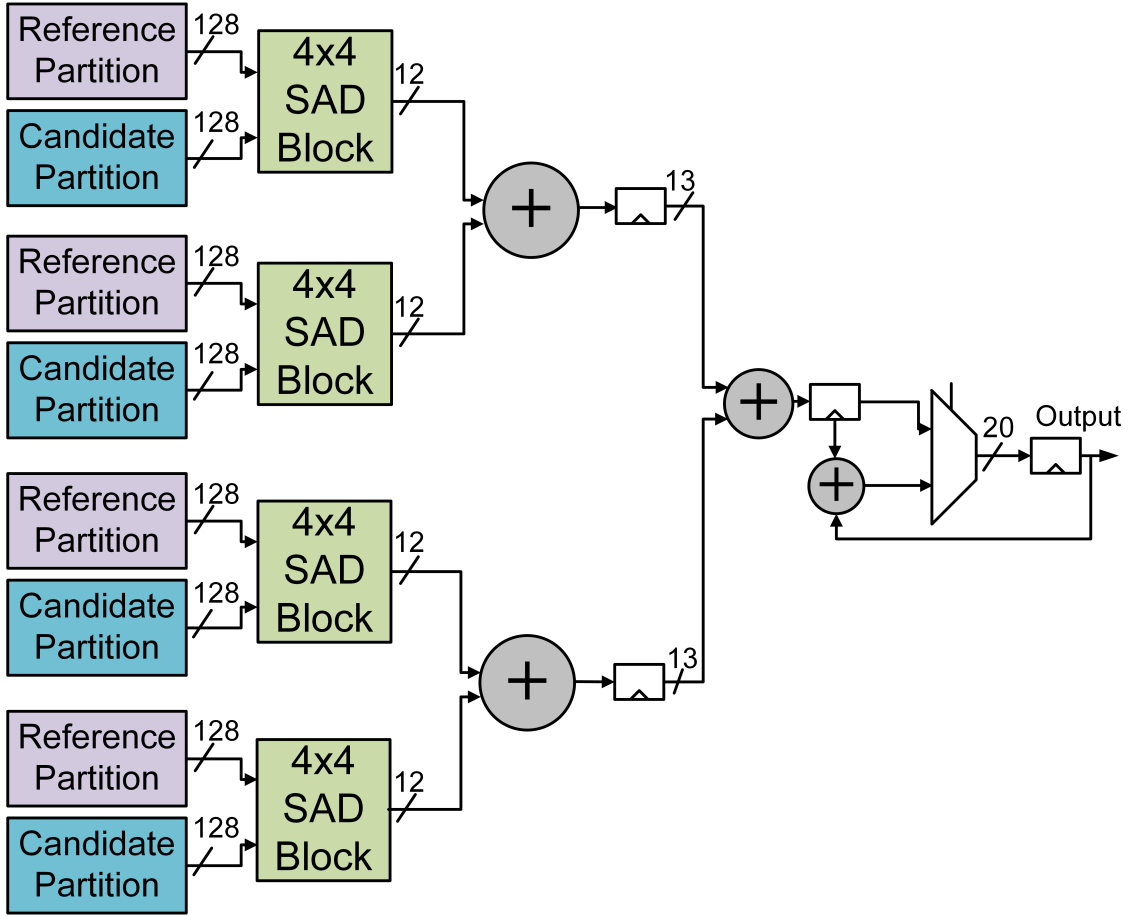 Reference
Partition
128
Candidate
Partition
128
4x4
SAD
Block
12
Reference
Partition
128
Candidate
Partition
128
4x4
SAD
Block
12
+
13
Reference
Partition
128
Candidate
Partition
128
4x4
SAD
Block
12
Reference
Partition
128
Candidate
Partition
128
4x4
SAD
Block
12
+
13
+
+
20
Output